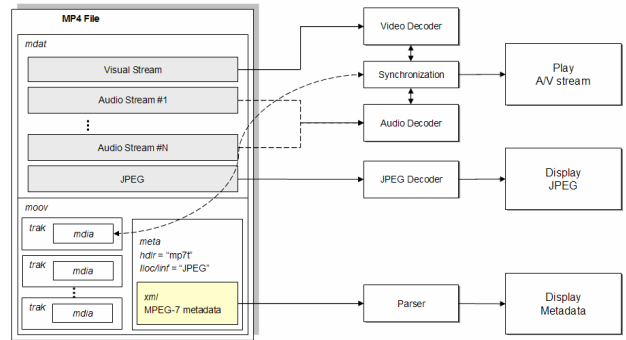 MP4 File
mdat
Visual Stream
Audio Stream #1
Audio Stream #N
JPEG
moov
trak
mdia
trak
mdia
trak
mdia
meta
hdlr = "mp7t"
Iloc/Iinf = "JPEG"
xml
MPEG-7 metadata
Video Decoder
Synchronization
Audio Decoder
JPEG Decoder
Parser
Play
A/V stream
Display
JPEG
Display
Metadata